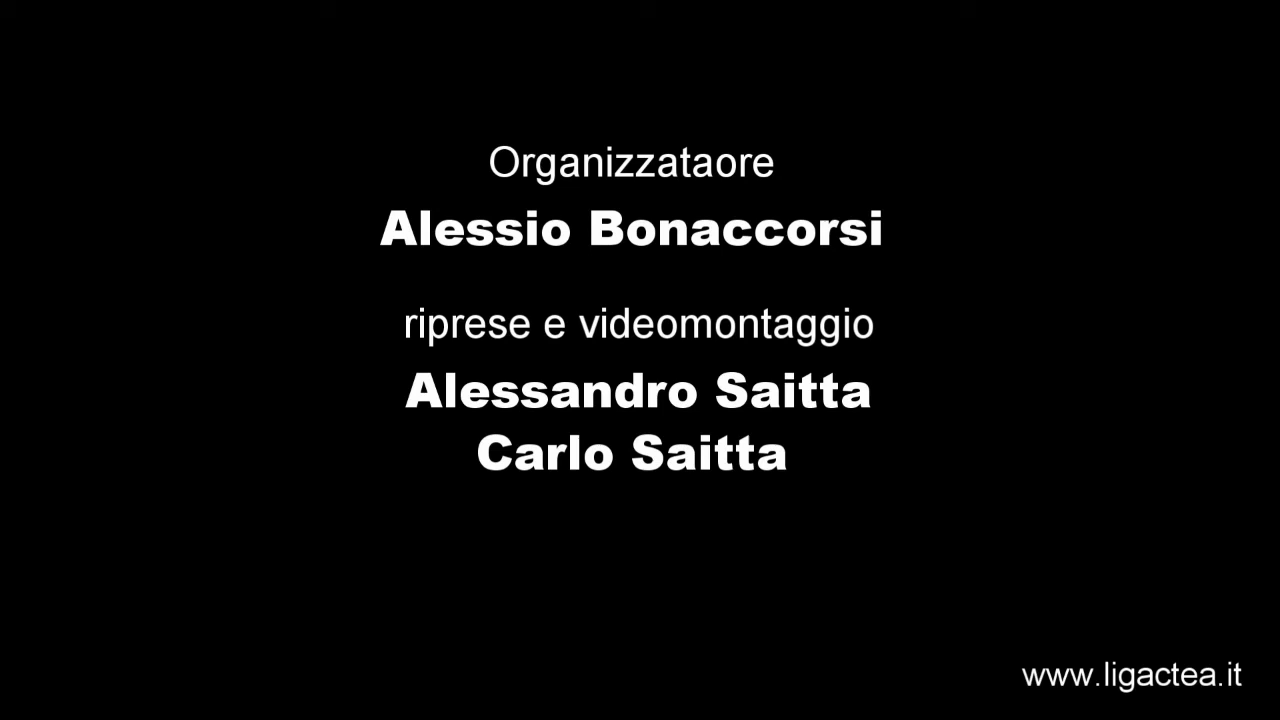 Organizzataore
Alessio Bonaccorsi
riprese e videomontaggio
Alessandro Saitta
Carlo Saitta
www.ligactea.it